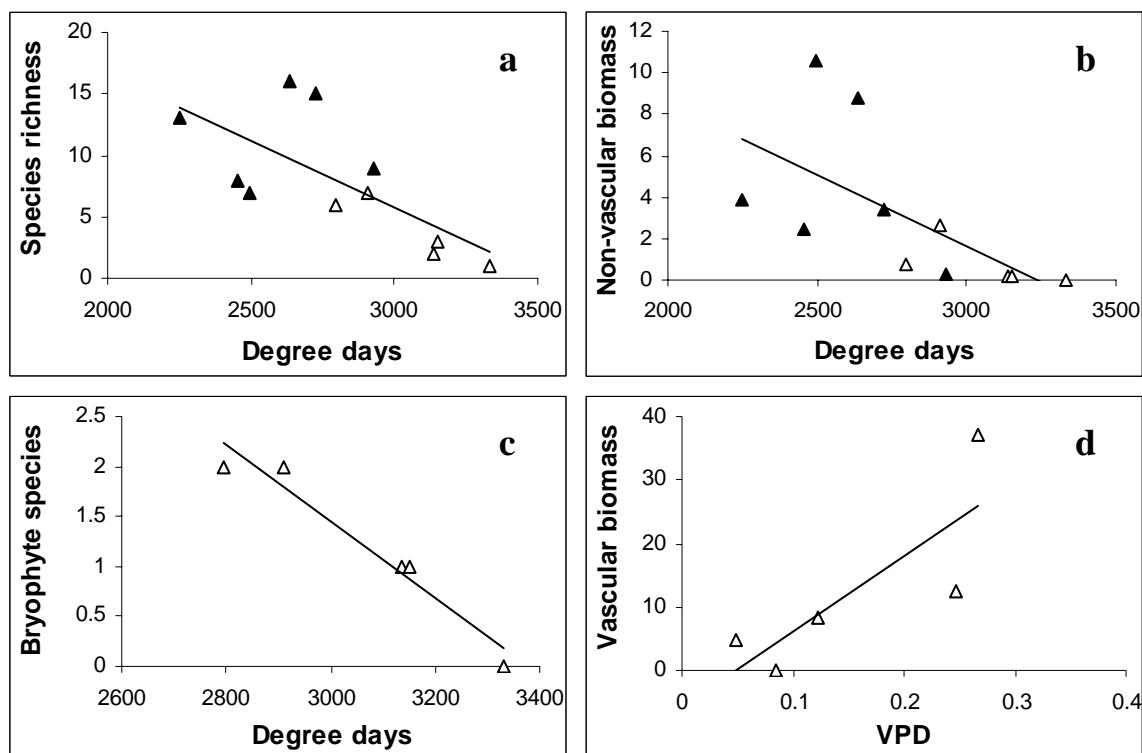 a
Species richness
20
15
10
5
0
2000 2500 3000 3500
Degree days
b
Non-vascular biomass
12
10
8
6
4
2
0
2000 2500 3000 3500
Degree days
c
Bryophyte species
2.5
2
1.5
1
0.5
0
2600 2800 3000 3200 3400
Degree days
d
Vascular biomass
40
30
20
10
0
0 0.1 0.2 0.3 0.4
VPD